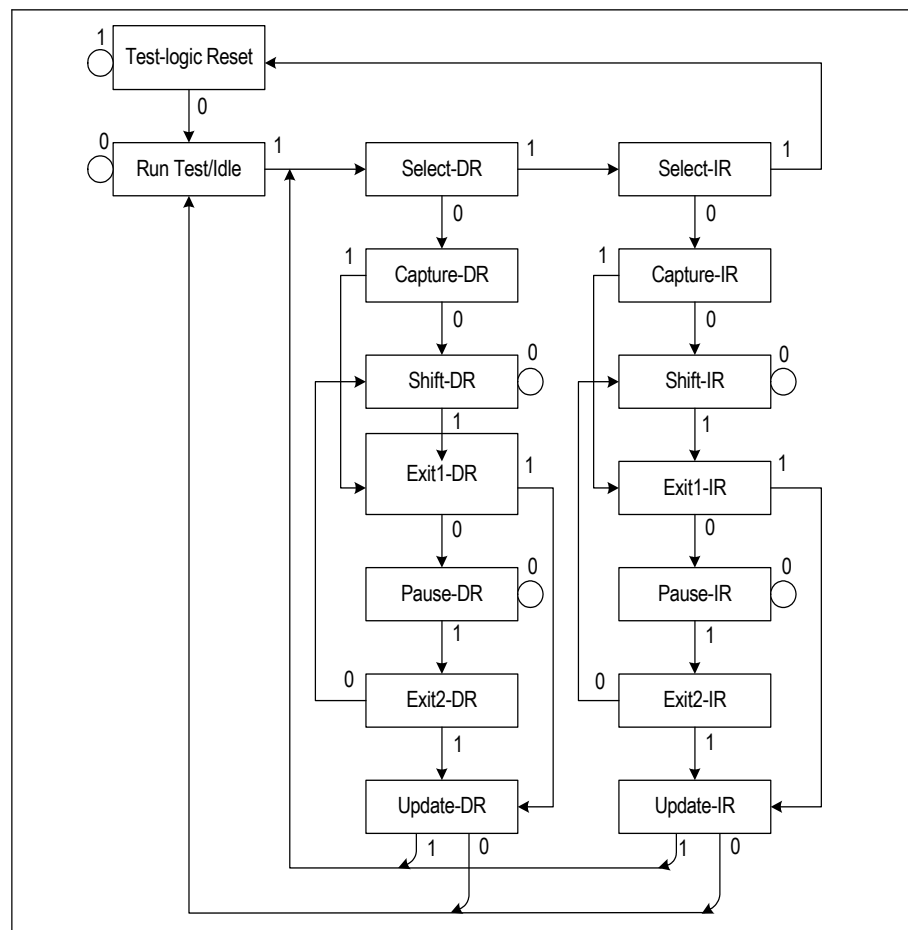 1
Test-logic Reset
0
0
Run Test/Idle
1
Select-DR
1
Select-IR
1
0
0
1
Capture-DR
1
Capture-IR
0
0
Shift-DR
0
Shift-IR
0
1
1
Exit1-DR
1
Exit1-IR
1
0
0
Pause-DR
0
Pause-IR
0
1
1
0
Exit2-DR
0
Exit2-IR
1
1
Update-DR
Update-IR
1
0
1
0